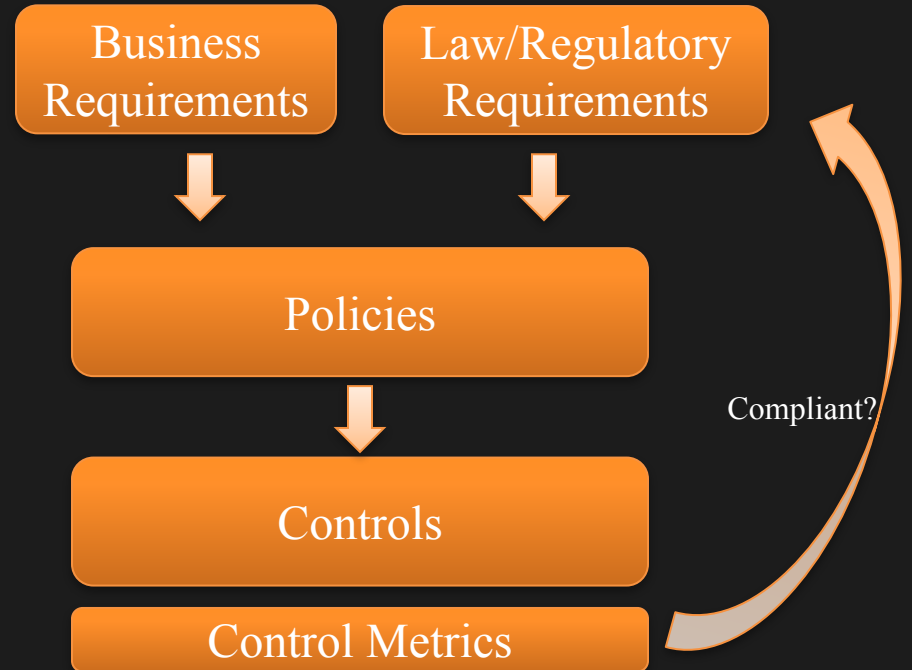 Business
Requirements
Law/Regulatory
Requirements
Policies
Compliant?
Controls
Control Metrics